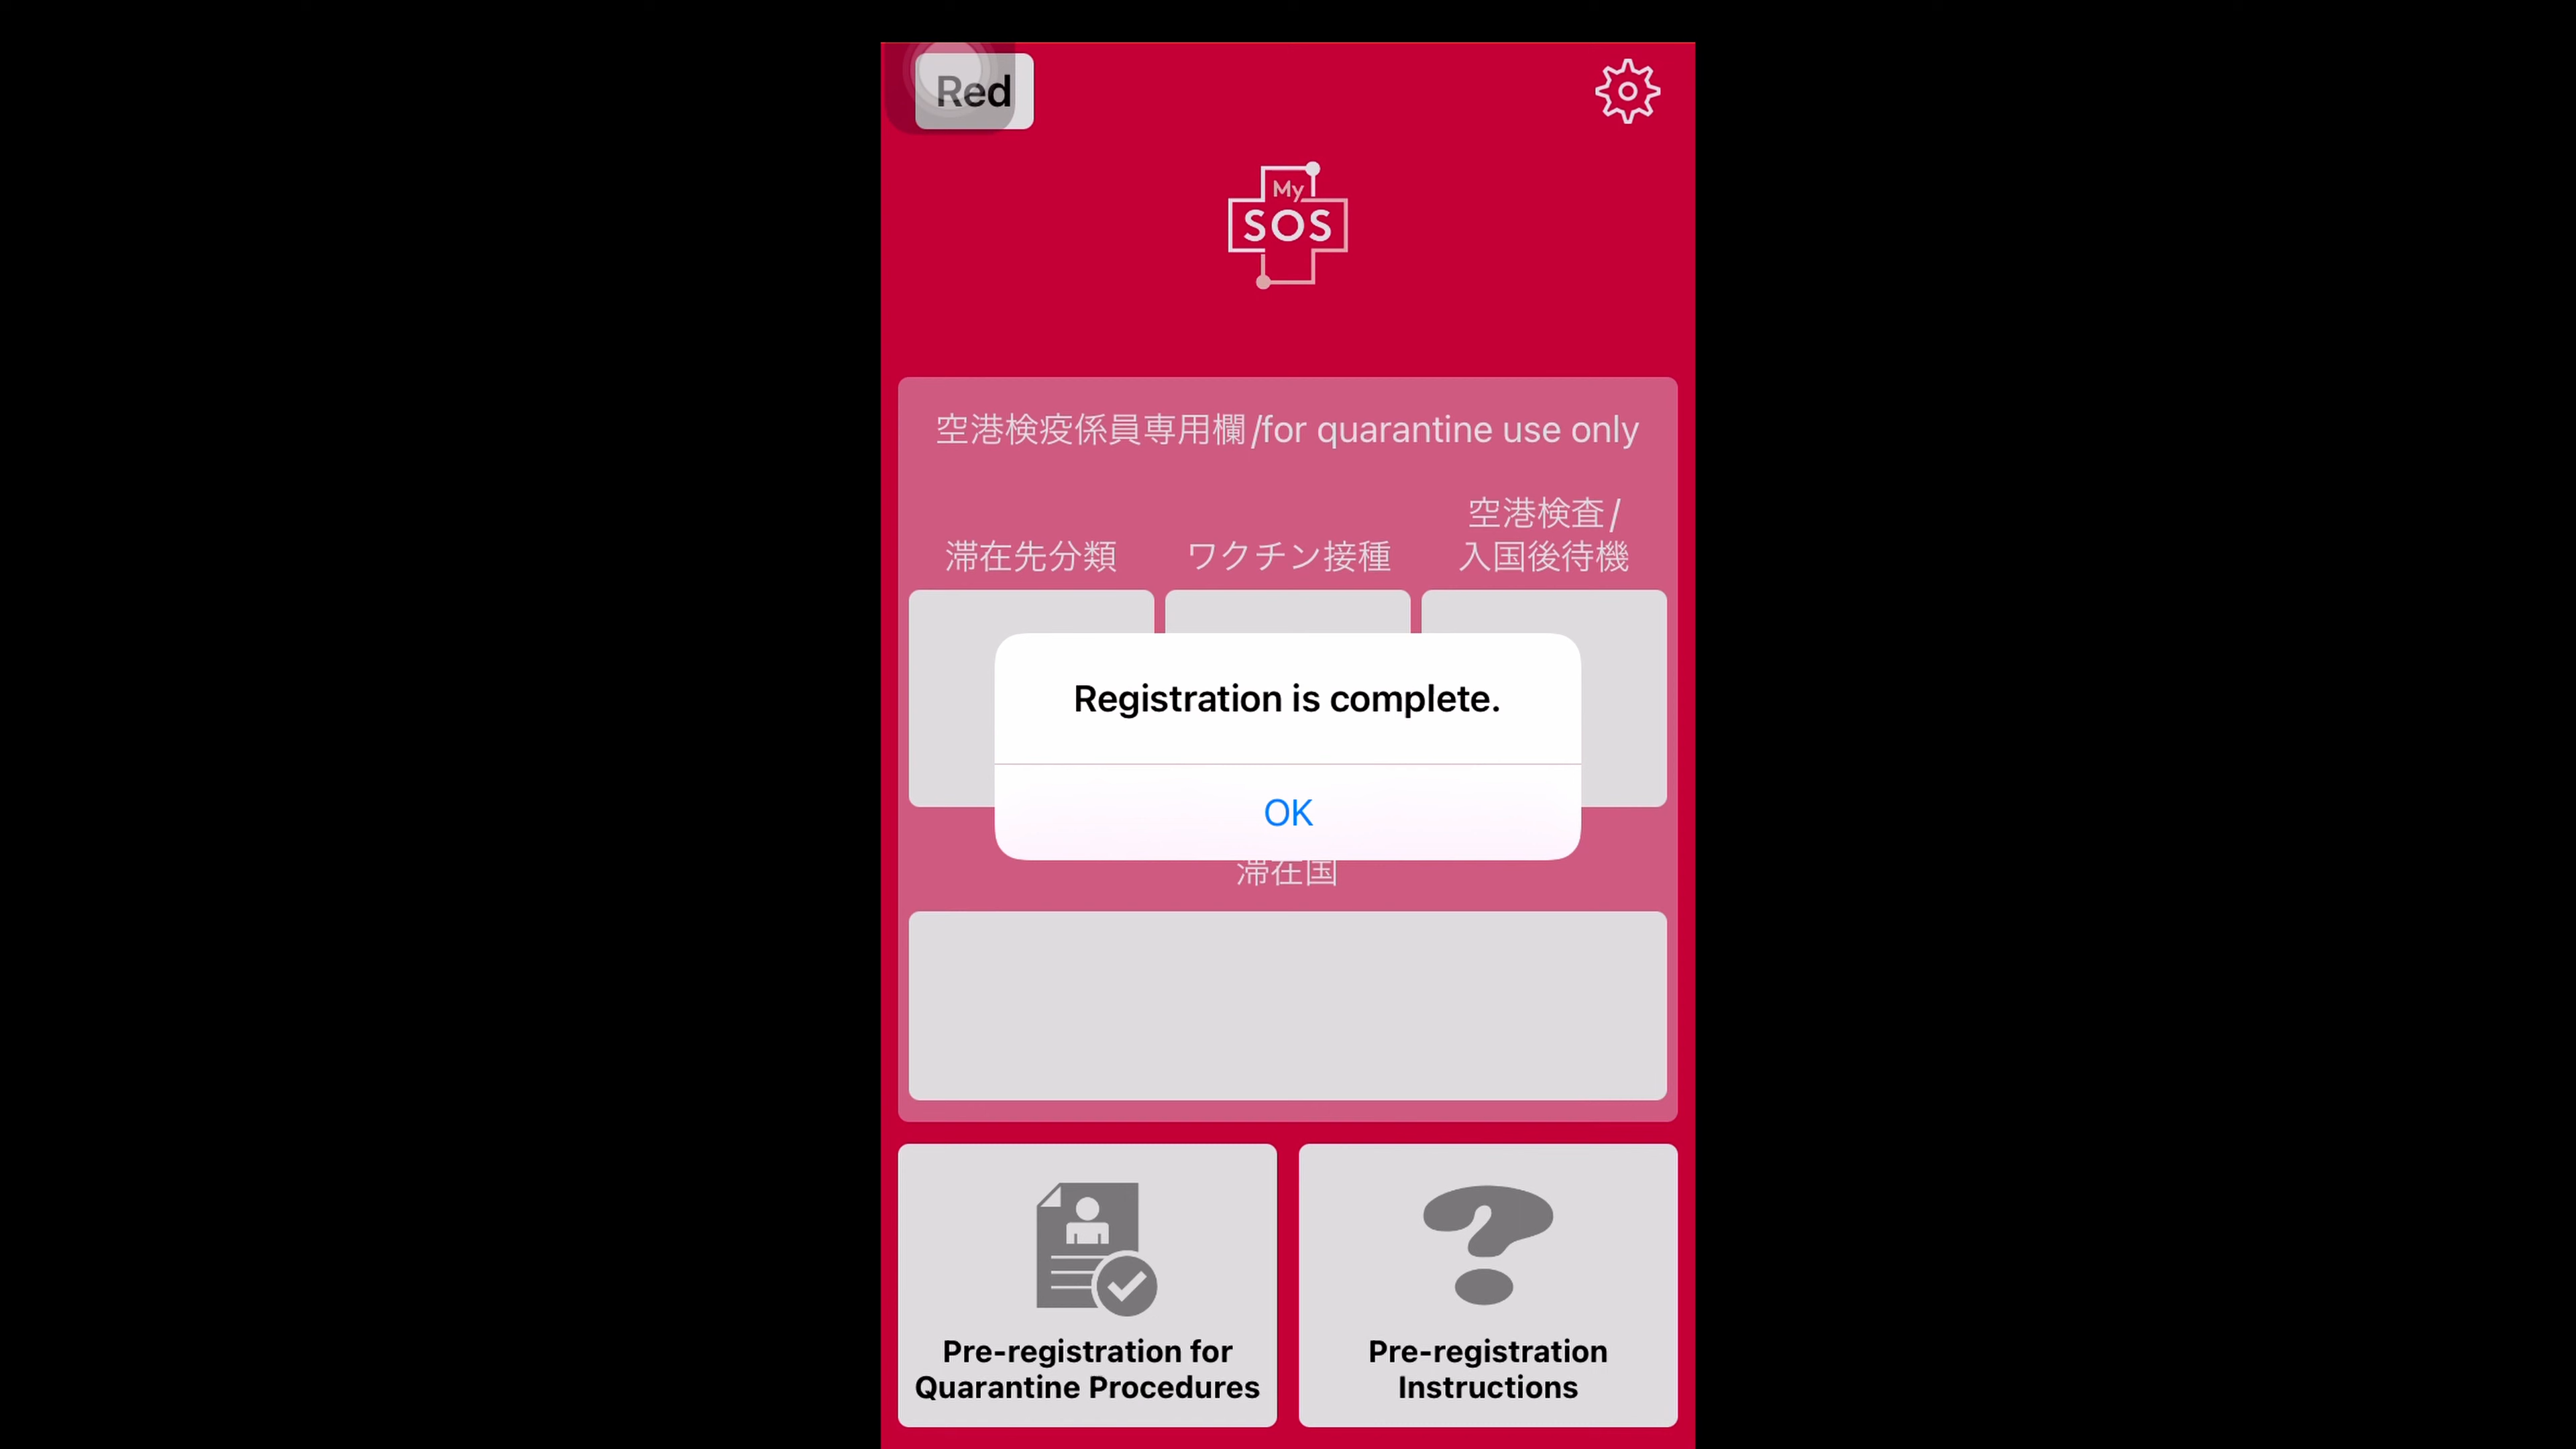 Red
My
SOS
空港検疫係員専用欄/for quarantine use only
滞在先分類
ワクチン接種
空港検査/
入国後待機
Registration is complete.
OK
滞在国
Pre-registration for
Quarantine Procedures
Pre-registration
Instructions